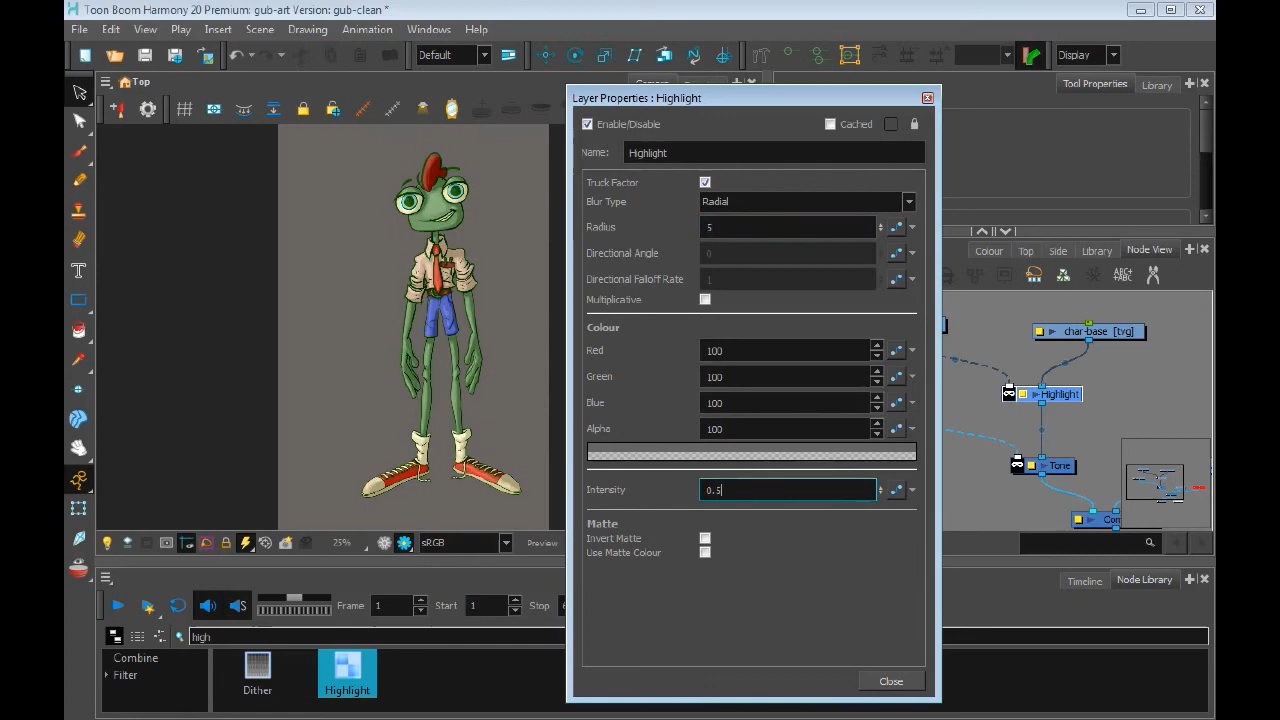 Toon Boom Harmony 20 Premium: gub-art Version: gub-clean *
File Edit View Play Insert Scene Drawing Animation Windows Help
Default
Display
Top
Tool Properties Library
Layer Properties : Highlight
Enable/Disable
Cached
Name: Highlight
Truck Factor
Blur Type Radial
Radius 5
Directional Angle 0
Directional Falloff Rate 1
Multiplicative
Colour
Red 100
Green 100
Blue 100
Alpha 100
Intensity 0.5
Matte
Invert Matte
Use Matte Colour
Close
Colour Top Side Library Node View
ABC+
char-base [tvg]
Highlight
Tone
25% sRGB Preview
Timeline Node Library
Frame 1 Start 1 Stop
high
Combine
Filter
Dither Highlight